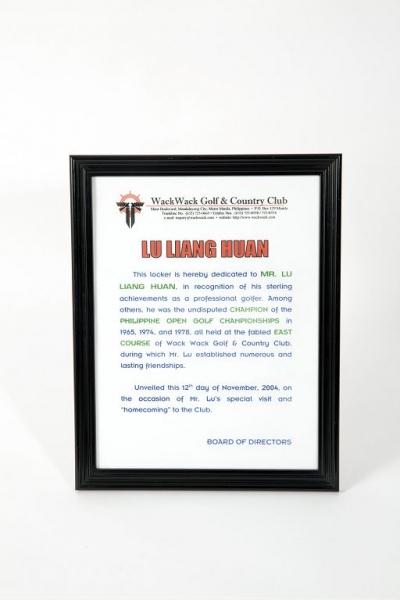 WackWack Golf & Country Club
LU LIANG HUAN
This locker is hereby dedicated to MR. LU
LIANG HUAN, in recognition of his sterling
achievements as a professional golfer. Among
others, he was the undisputed CHAMPION of the
PHILIPPINE OPEN GOLF CHAMPIONSHIPS in
1965, 1974, and 1978, all held at the fabled EAST
COURSE of Wack Wack Golf & Country Club,
during which Mr. Lu established numerous and
lasting friendships.
Unveiled this 12th day of November, 2004, on
the occasion of Mr. Lu's special visit and
"homecoming" to the Club.
BOARD OF DIRECTORS